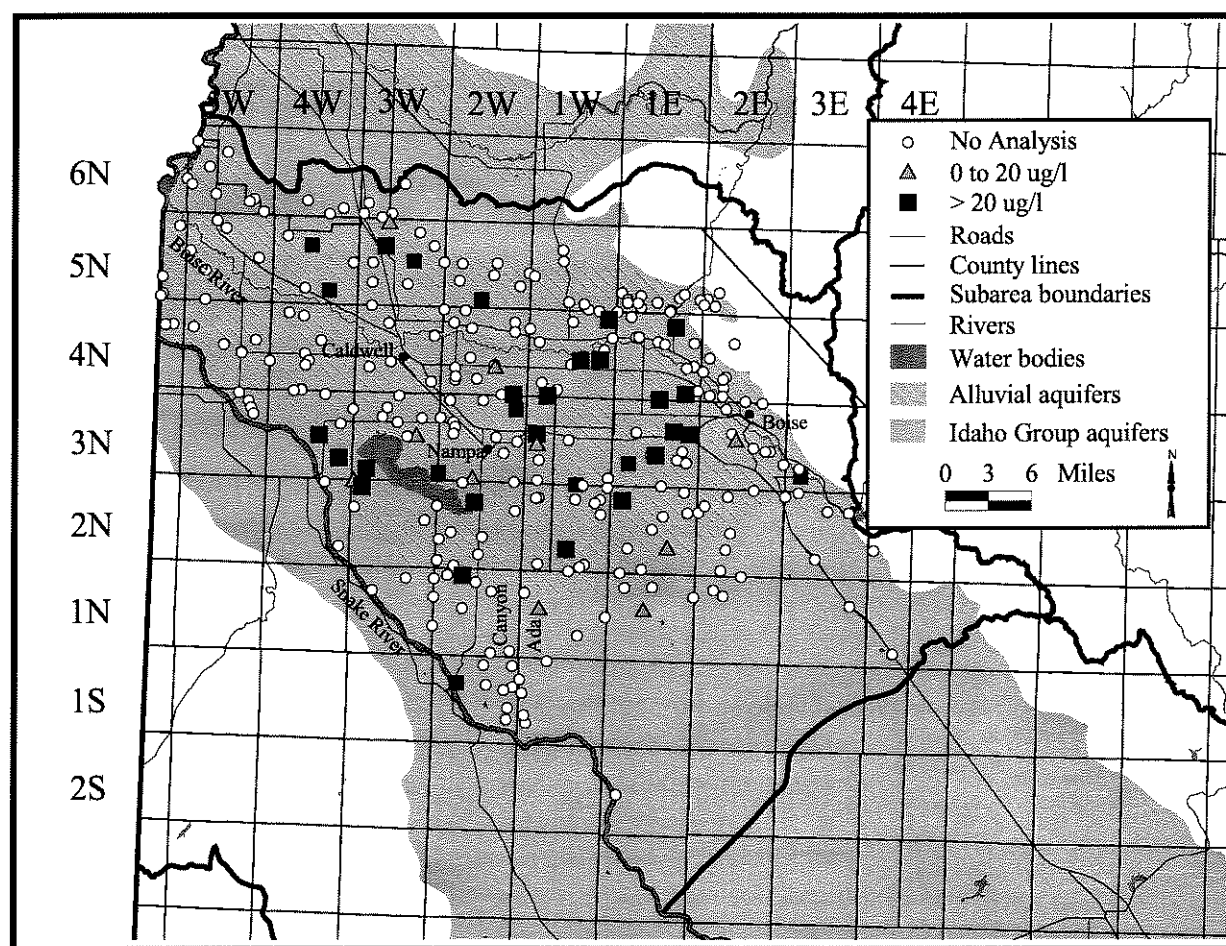 5W 4W 3W 2W 1W 1E 2E 3E 4E
6N
5N
4N
3N
2N
1N
1S
2S
Boise River
Caldwell
Nampa
Boise
Snake River
Canyon
Ada
No Analysis
0 to 20 ug/l
> 20 ug/l
Roads
County lines
Subarea boundaries
Rivers
Water bodies
Alluvial aquifers
Idaho Group aquifers
0 3 6 Miles
N